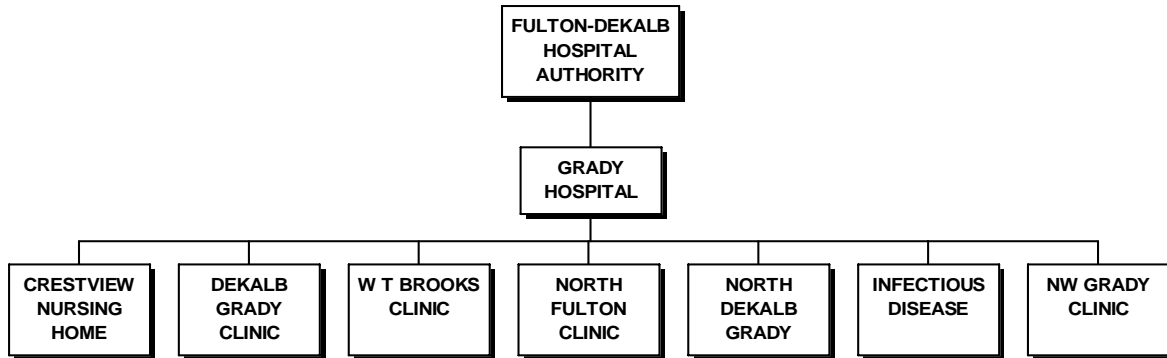 FULTON-DEKALB
HOSPITAL
AUTHORITY
GRADY
HOSPITAL
CRESTVIEW
NURSING
HOME
DEKALB
GRADY
CLINIC
W T BROOKS
CLINIC
NORTH
FULTON
CLINIC
NORTH
DEKALB
GRADY
INFECTIOUS
DISEASE
NW GRADY
CLINIC